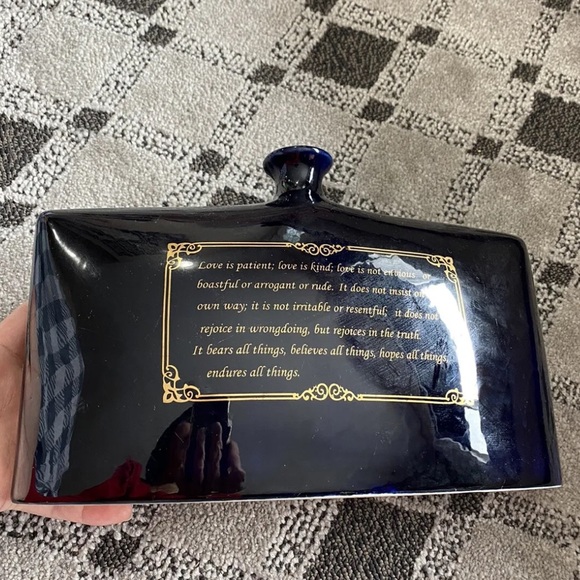 Love is patient; love is kind; love is not envious or
boastful or arrogant or rude. It does not insist on
own way; it is not irritable or resentful; it does not
rejoice in wrongdoing, but rejoices in the truth.
It bears all things, believes all things, hopes all things,
endures all things.